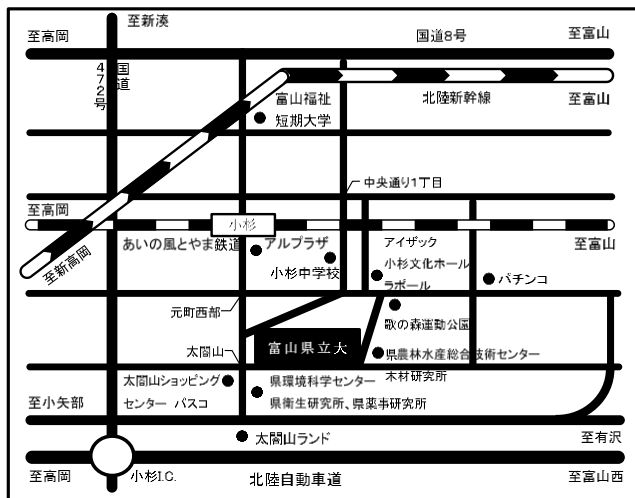 至新湊
至高岡
国道8号
至富山
国道
472号
富山福祉
短期大学
北陸新幹線
至富山
中央通り1丁目
至高岡
小杉
あいの風とやま鉄道
アルプラザ
アイザック
小杉文化ホール
ラポール
至富山
至新高岡
小杉中学校
パチンコ
元町西部
歌の森運動公園
富山県立大
太閤山
県農林水産総合技術センター
木材研究所
太閤山ショッピング
センター パスコ
県環境科学センター
県衛生研究所、県薬事研究所
至小矢部
太閤山ランド
至有沢
至高岡
小杉I.C.
北陸自動車道
至富山西